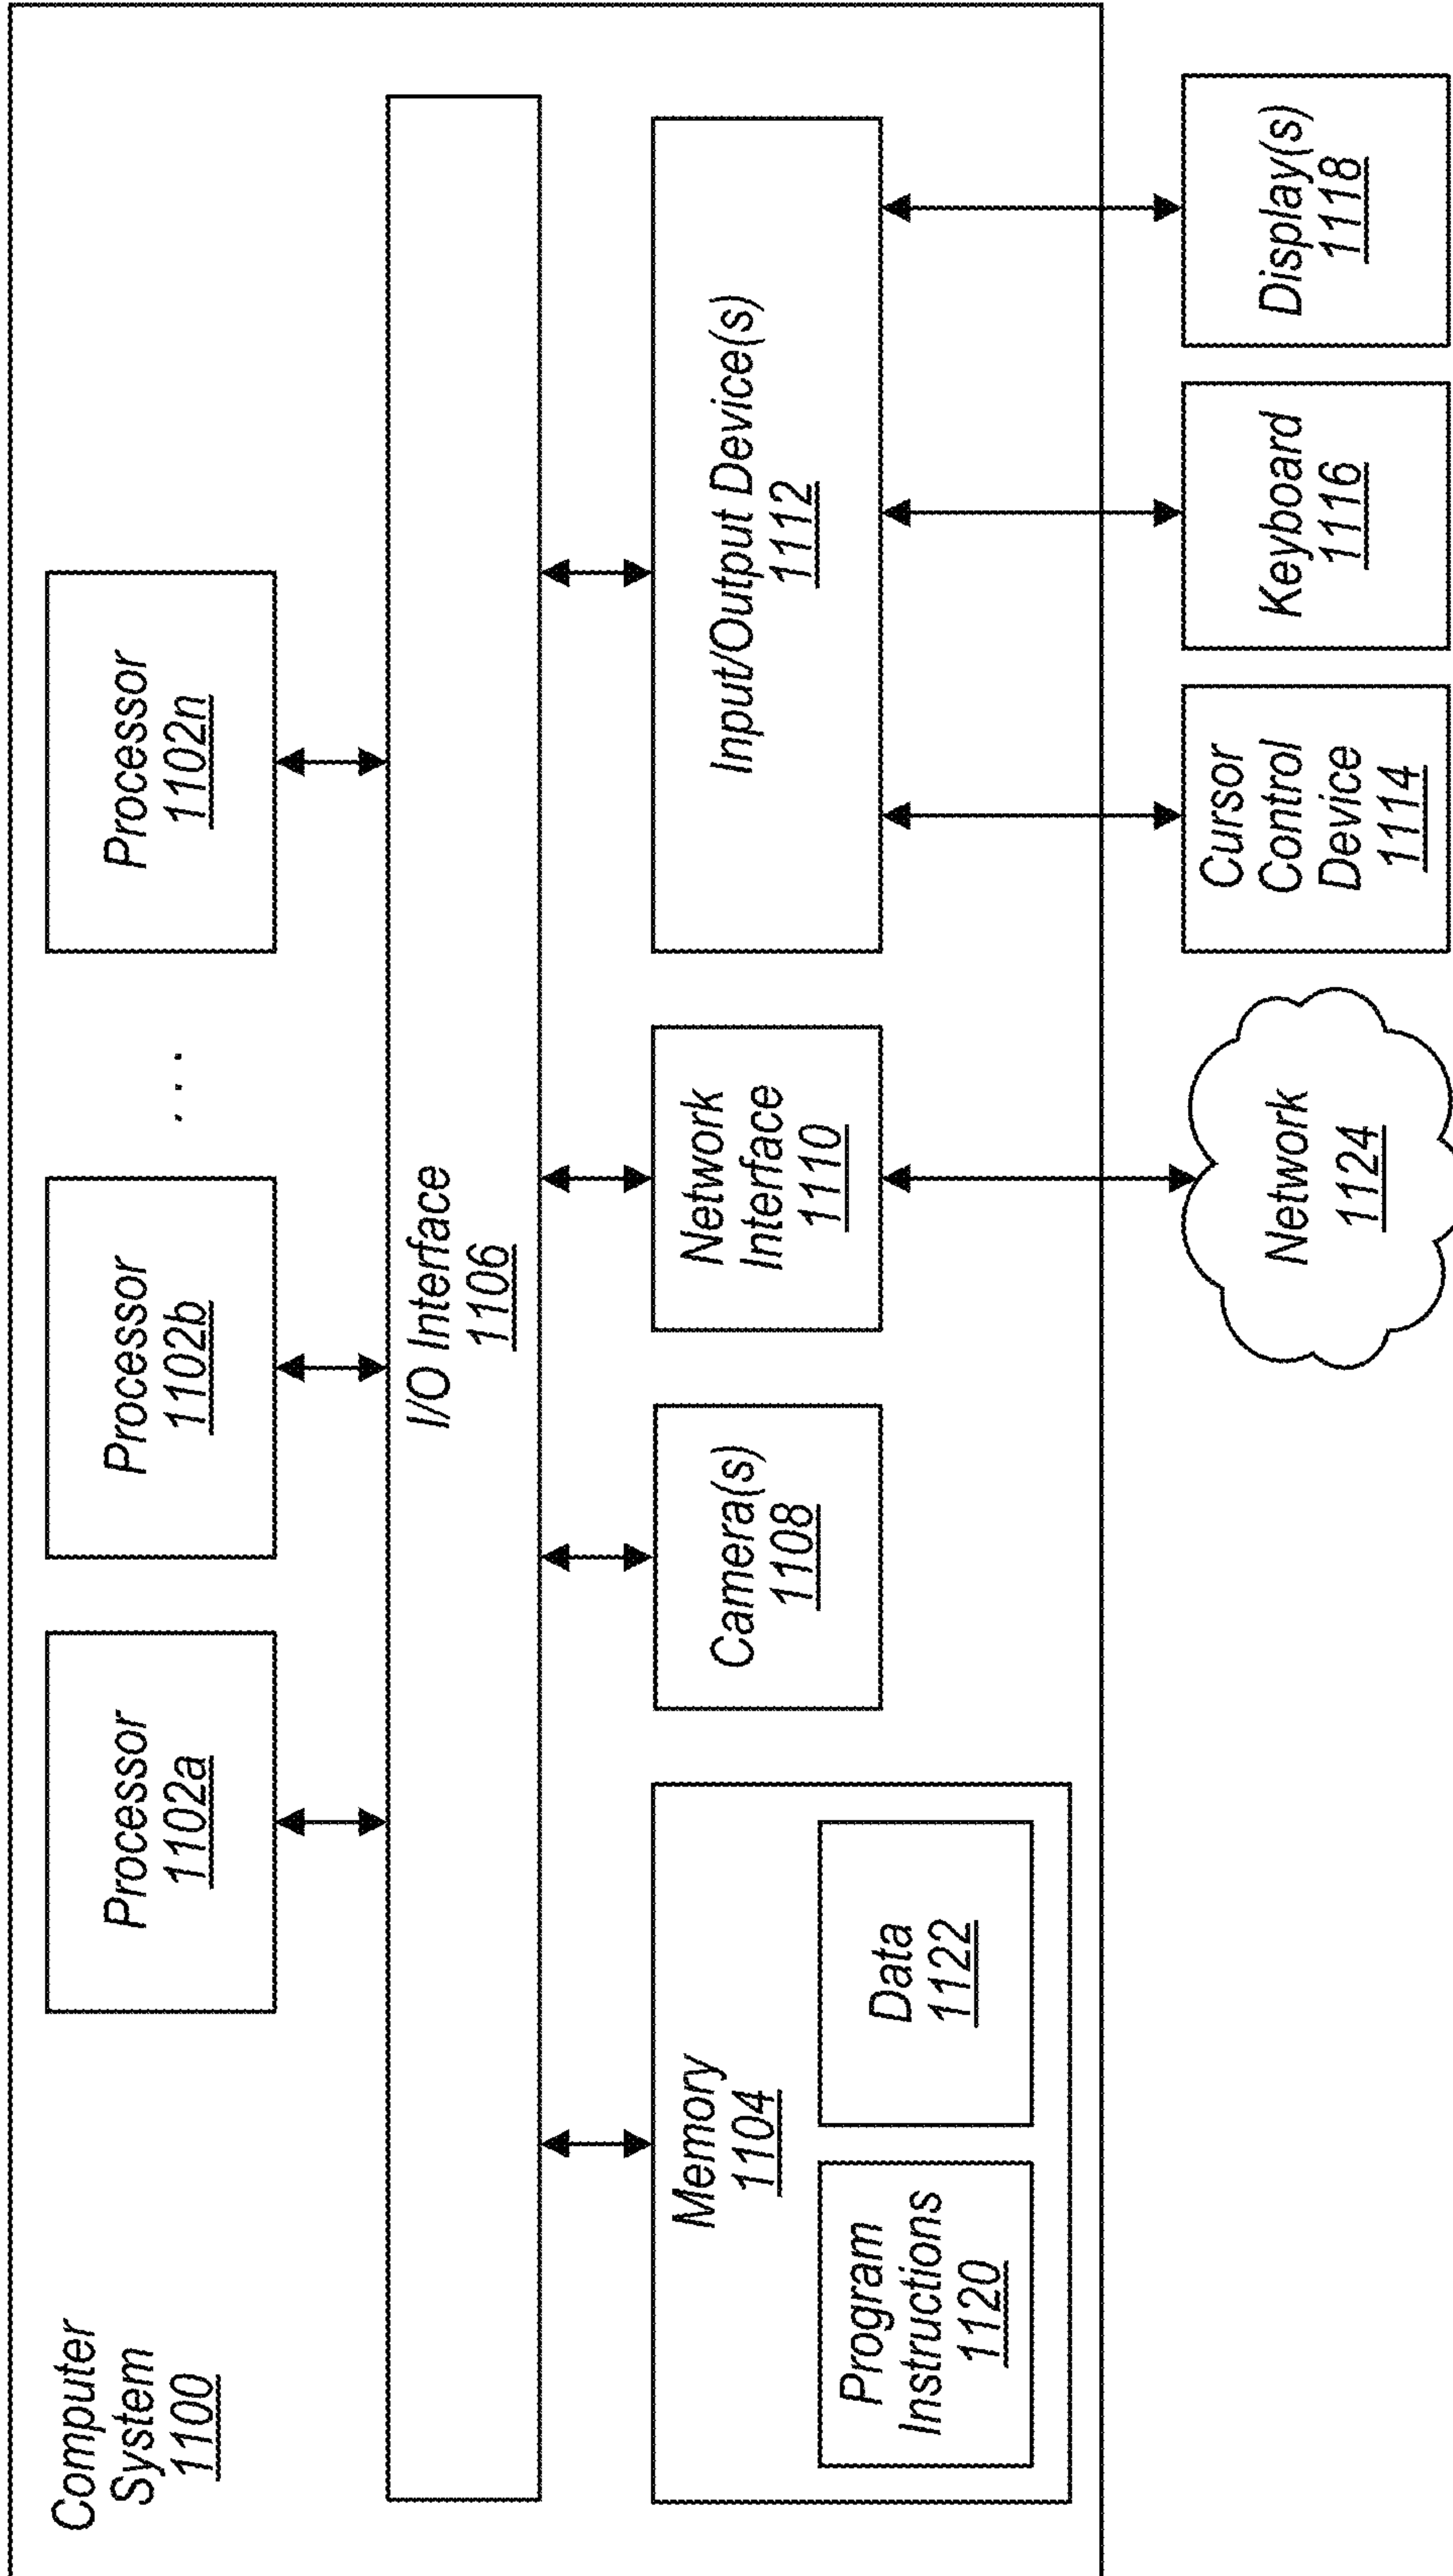 Computer
System
1100
Processor
1102a
Processor
1102b
. . .
Processor
1102n
I/O Interface
1106
Memory
1104
Program
Instructions
1120
Data
1122
Camera(s)
1108
Network
Interface
1110
Input/Output Device(s)
1112
Network
1124
Cursor
Control
Device
1114
Keyboard
1116
Display(s)
1118